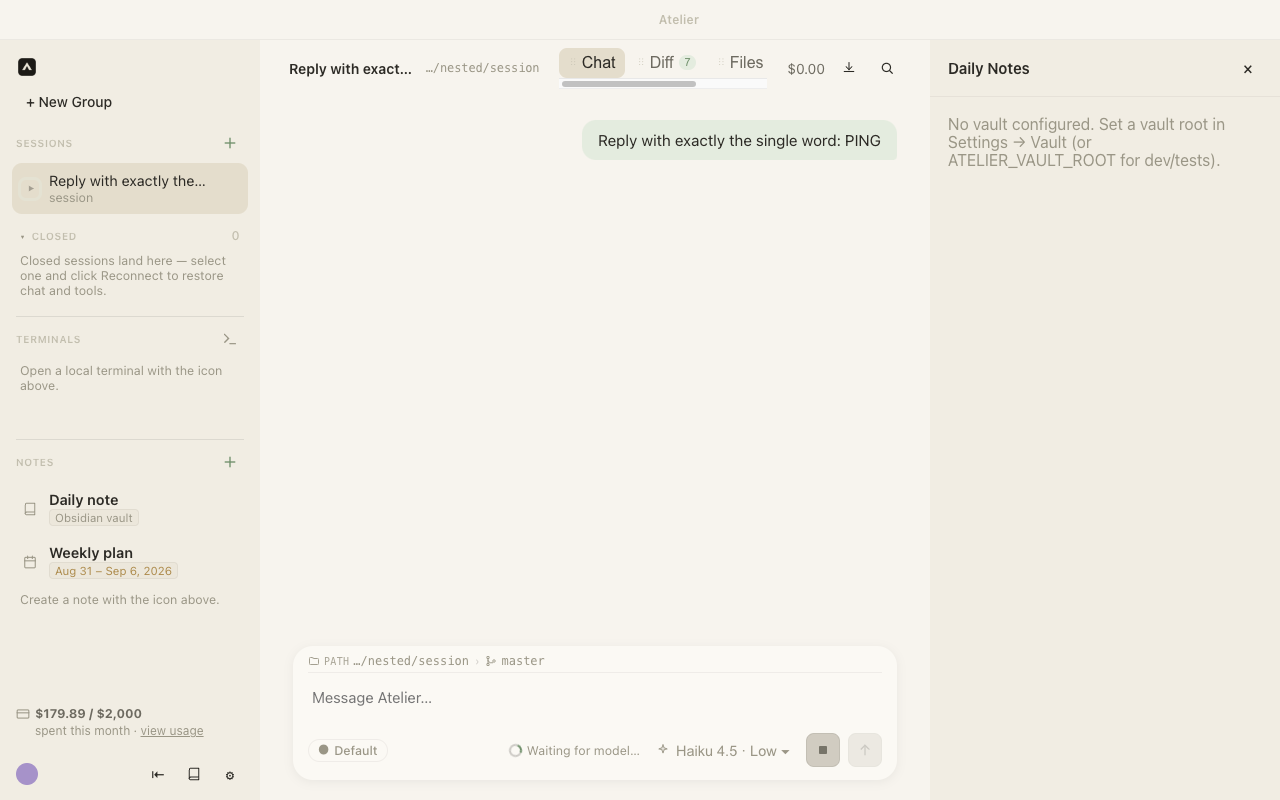 Atelier
+ New Group
SESSIONS
Reply with exactly the...
session
CLOSED
0
Closed sessions land here — select
one and click Reconnect to restore
chat and tools.
TERMINALS
Open a local terminal with the icon
above.
NOTES
Daily note
Obsidian vault
Weekly plan
Aug 31 – Sep 6, 2026
Create a note with the icon above.
$179.89 / $2,000
spent this month · view usage
Reply with exact...
…/nested/session
Chat
Diff 7
Files
$0.00
Reply with exactly the single word: PING
PATH …/nested/session › master
Message Atelier...
Default
Waiting for model...
Haiku 4.5 · Low
Daily Notes
No vault configured. Set a vault root in
Settings → Vault (or
ATELIER_VAULT_ROOT for dev/tests).